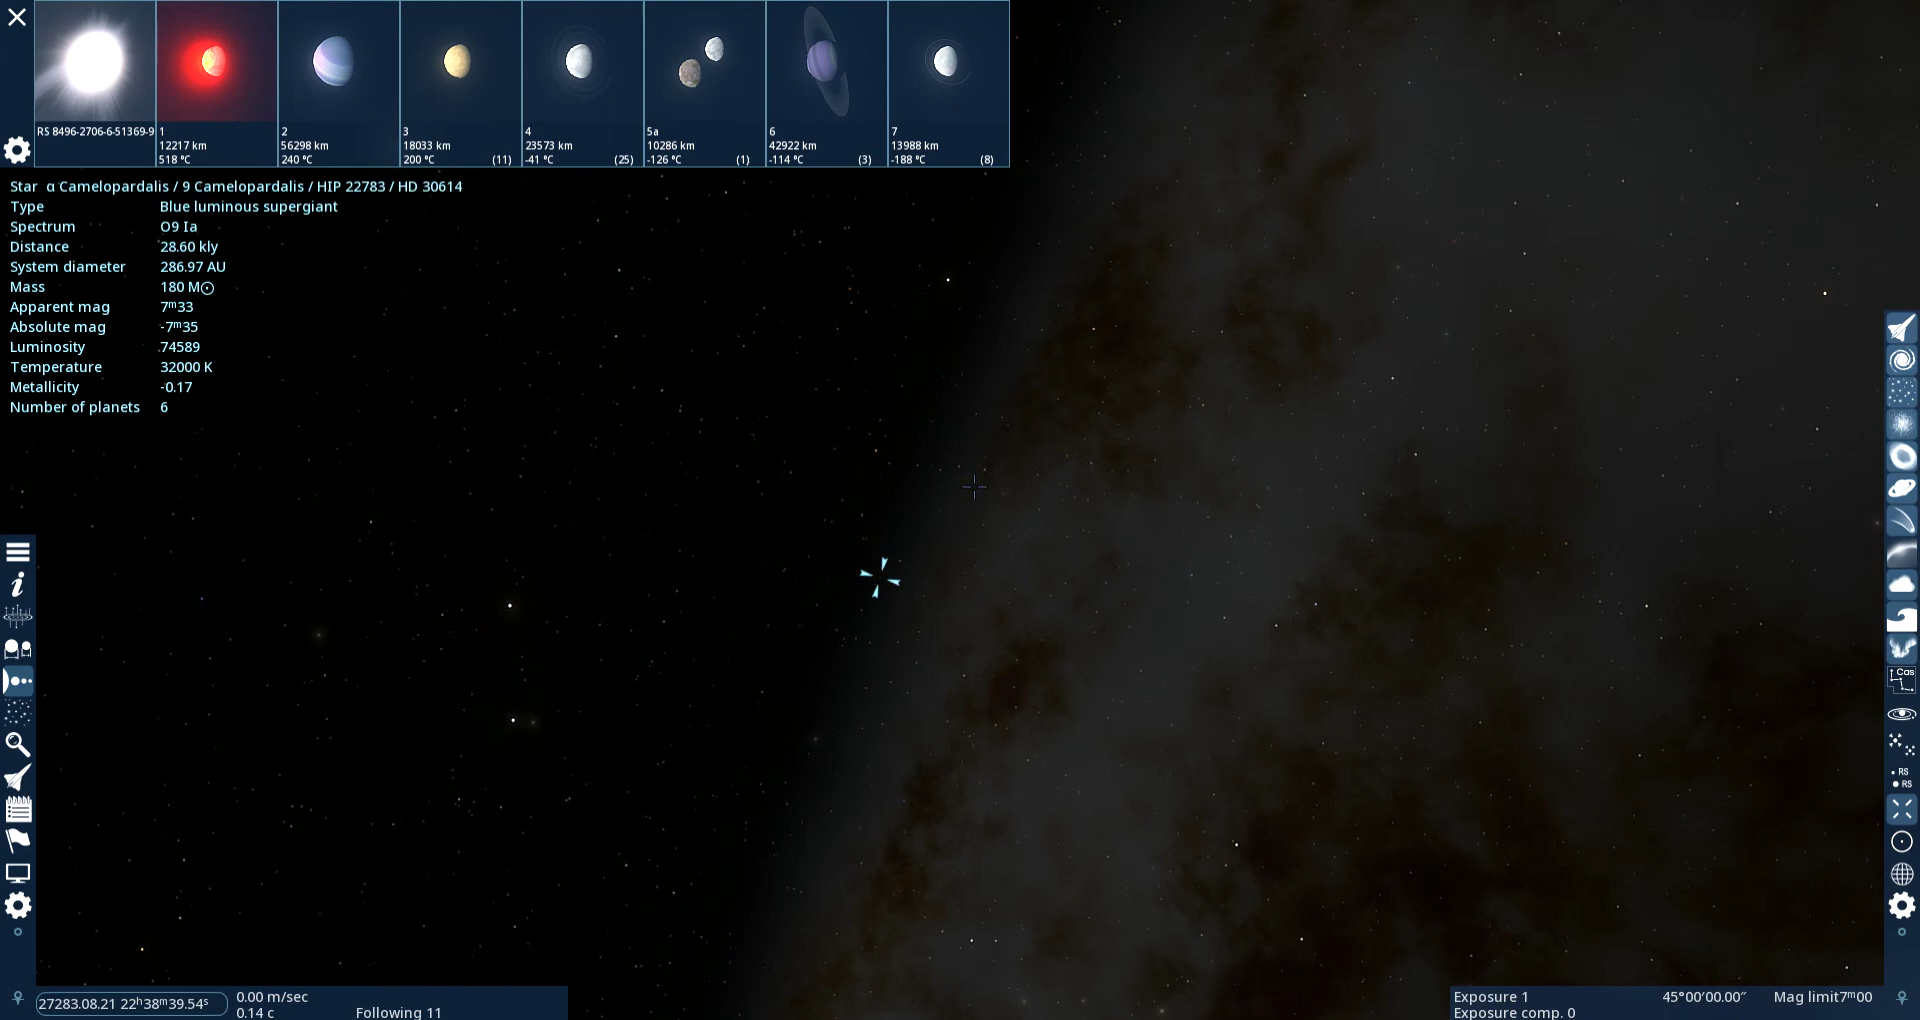 RS 8496-2706-6-51369-9
1
12217 km
518 °C
2
56298 km
240 °C
3
18033 km
200 °C (11)
4
23573 km
-41 °C (25)
5a
10286 km
-126 °C (1)
6
42922 km
-114 °C (3)
7
13988 km
-188 °C (8)
Star α Camelopardalis / 9 Camelopardalis / HIP 22783 / HD 30614
Type Blue luminous supergiant
Spectrum O9 Ia
Distance 28.60 kly
System diameter 286.97 AU
Mass 180 M☉
Apparent mag 7ᵐ33
Absolute mag -7ᵐ35
Luminosity 74589
Temperature 32000 K
Metallicity -0.17
Number of planets 6
Cas
RS
RS
27283.08.21 22ʰ38ᵐ39.54ˢ
0.00 m/sec
0.14 c Following 11
Exposure 1 45°00′00.00″ Mag limit7ᵐ00
Exposure comp. 0